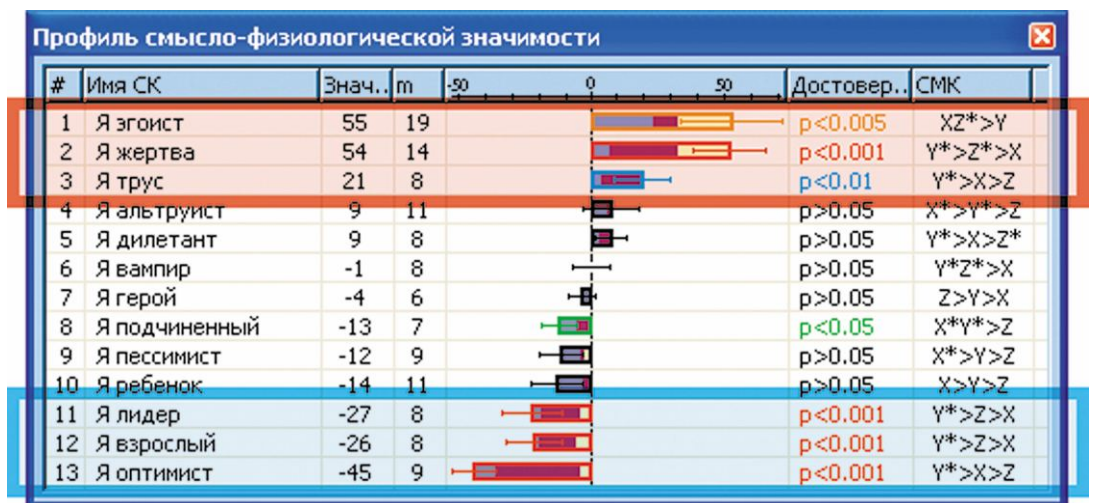 Профиль смысло-физиологической значимости
# Имя СК Знач.. m -50 0 50 Достовер.. СМК
1 Я эгоист 55 19 p<0.005 XZ*>Y
2 Я жертва 54 14 p<0.001 Y*>Z*>X
3 Я трус 21 8 p<0.01 Y*>X>Z
4 Я альтруист 9 11 p>0.05 X*>Y*>Z
5 Я дилетант 9 8 p>0.05 Y*>X>Z*
6 Я вампир -1 8 p>0.05 Y*Z*>X
7 Я герой -4 6 p>0.05 Z>Y>X
8 Я подчиненный -13 7 p<0.05 X*Y*>Z
9 Я пессимист -12 9 p>0.05 X*>Y>Z
10 Я ребенок -14 11 p>0.05 X>Y>Z
11 Я лидер -27 8 p<0.001 Y*>Z>X
12 Я взрослый -26 8 p<0.001 Y*>Z>X
13 Я оптимист -45 9 p<0.001 Y*>X>Z